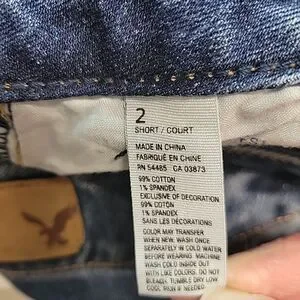 2
SHORT / COURT
MADE IN CHINA
FABRIQUÉ EN CHINE
RN 54485 CA 03873
99% COTTON
1% SPANDEX
EXCLUSIVE OF DECORATION
99% COTTON
1% SPANDEX
SANS LES DÉCORATIONS
COLOR MAY TRANSFER
WHEN NEW. WASH ONCE
SEPARATELY IN COLD WATER
BEFORE WEARING. MACHINE
WASH COLD INSIDE OUT
WITH LIKE COLORS. DO NOT
BLEACH. TUMBLE DRY LOW.
COOL IRON IF NEEDED.